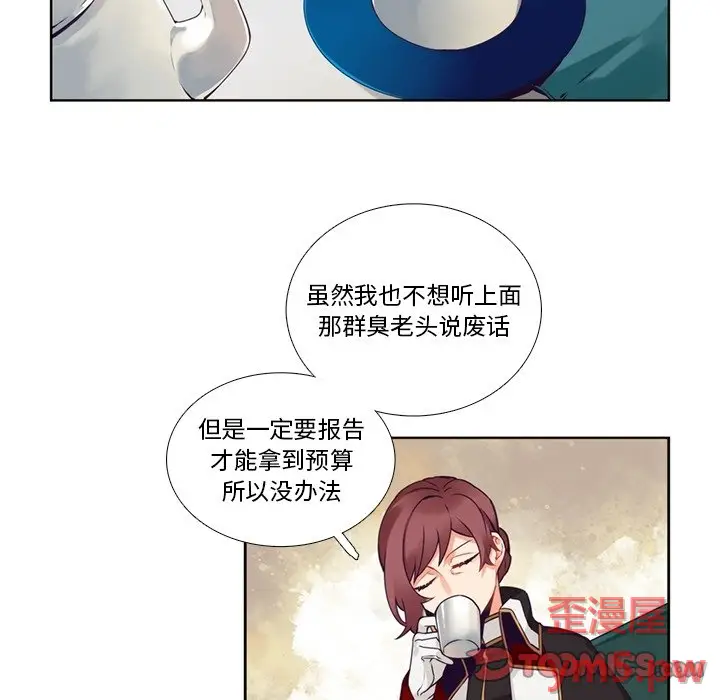 虽然我也不想听上面
那群臭老头说废话
但是一定要报告
才能拿到预算
所以没办法
歪漫屋
TOOMICS.PW